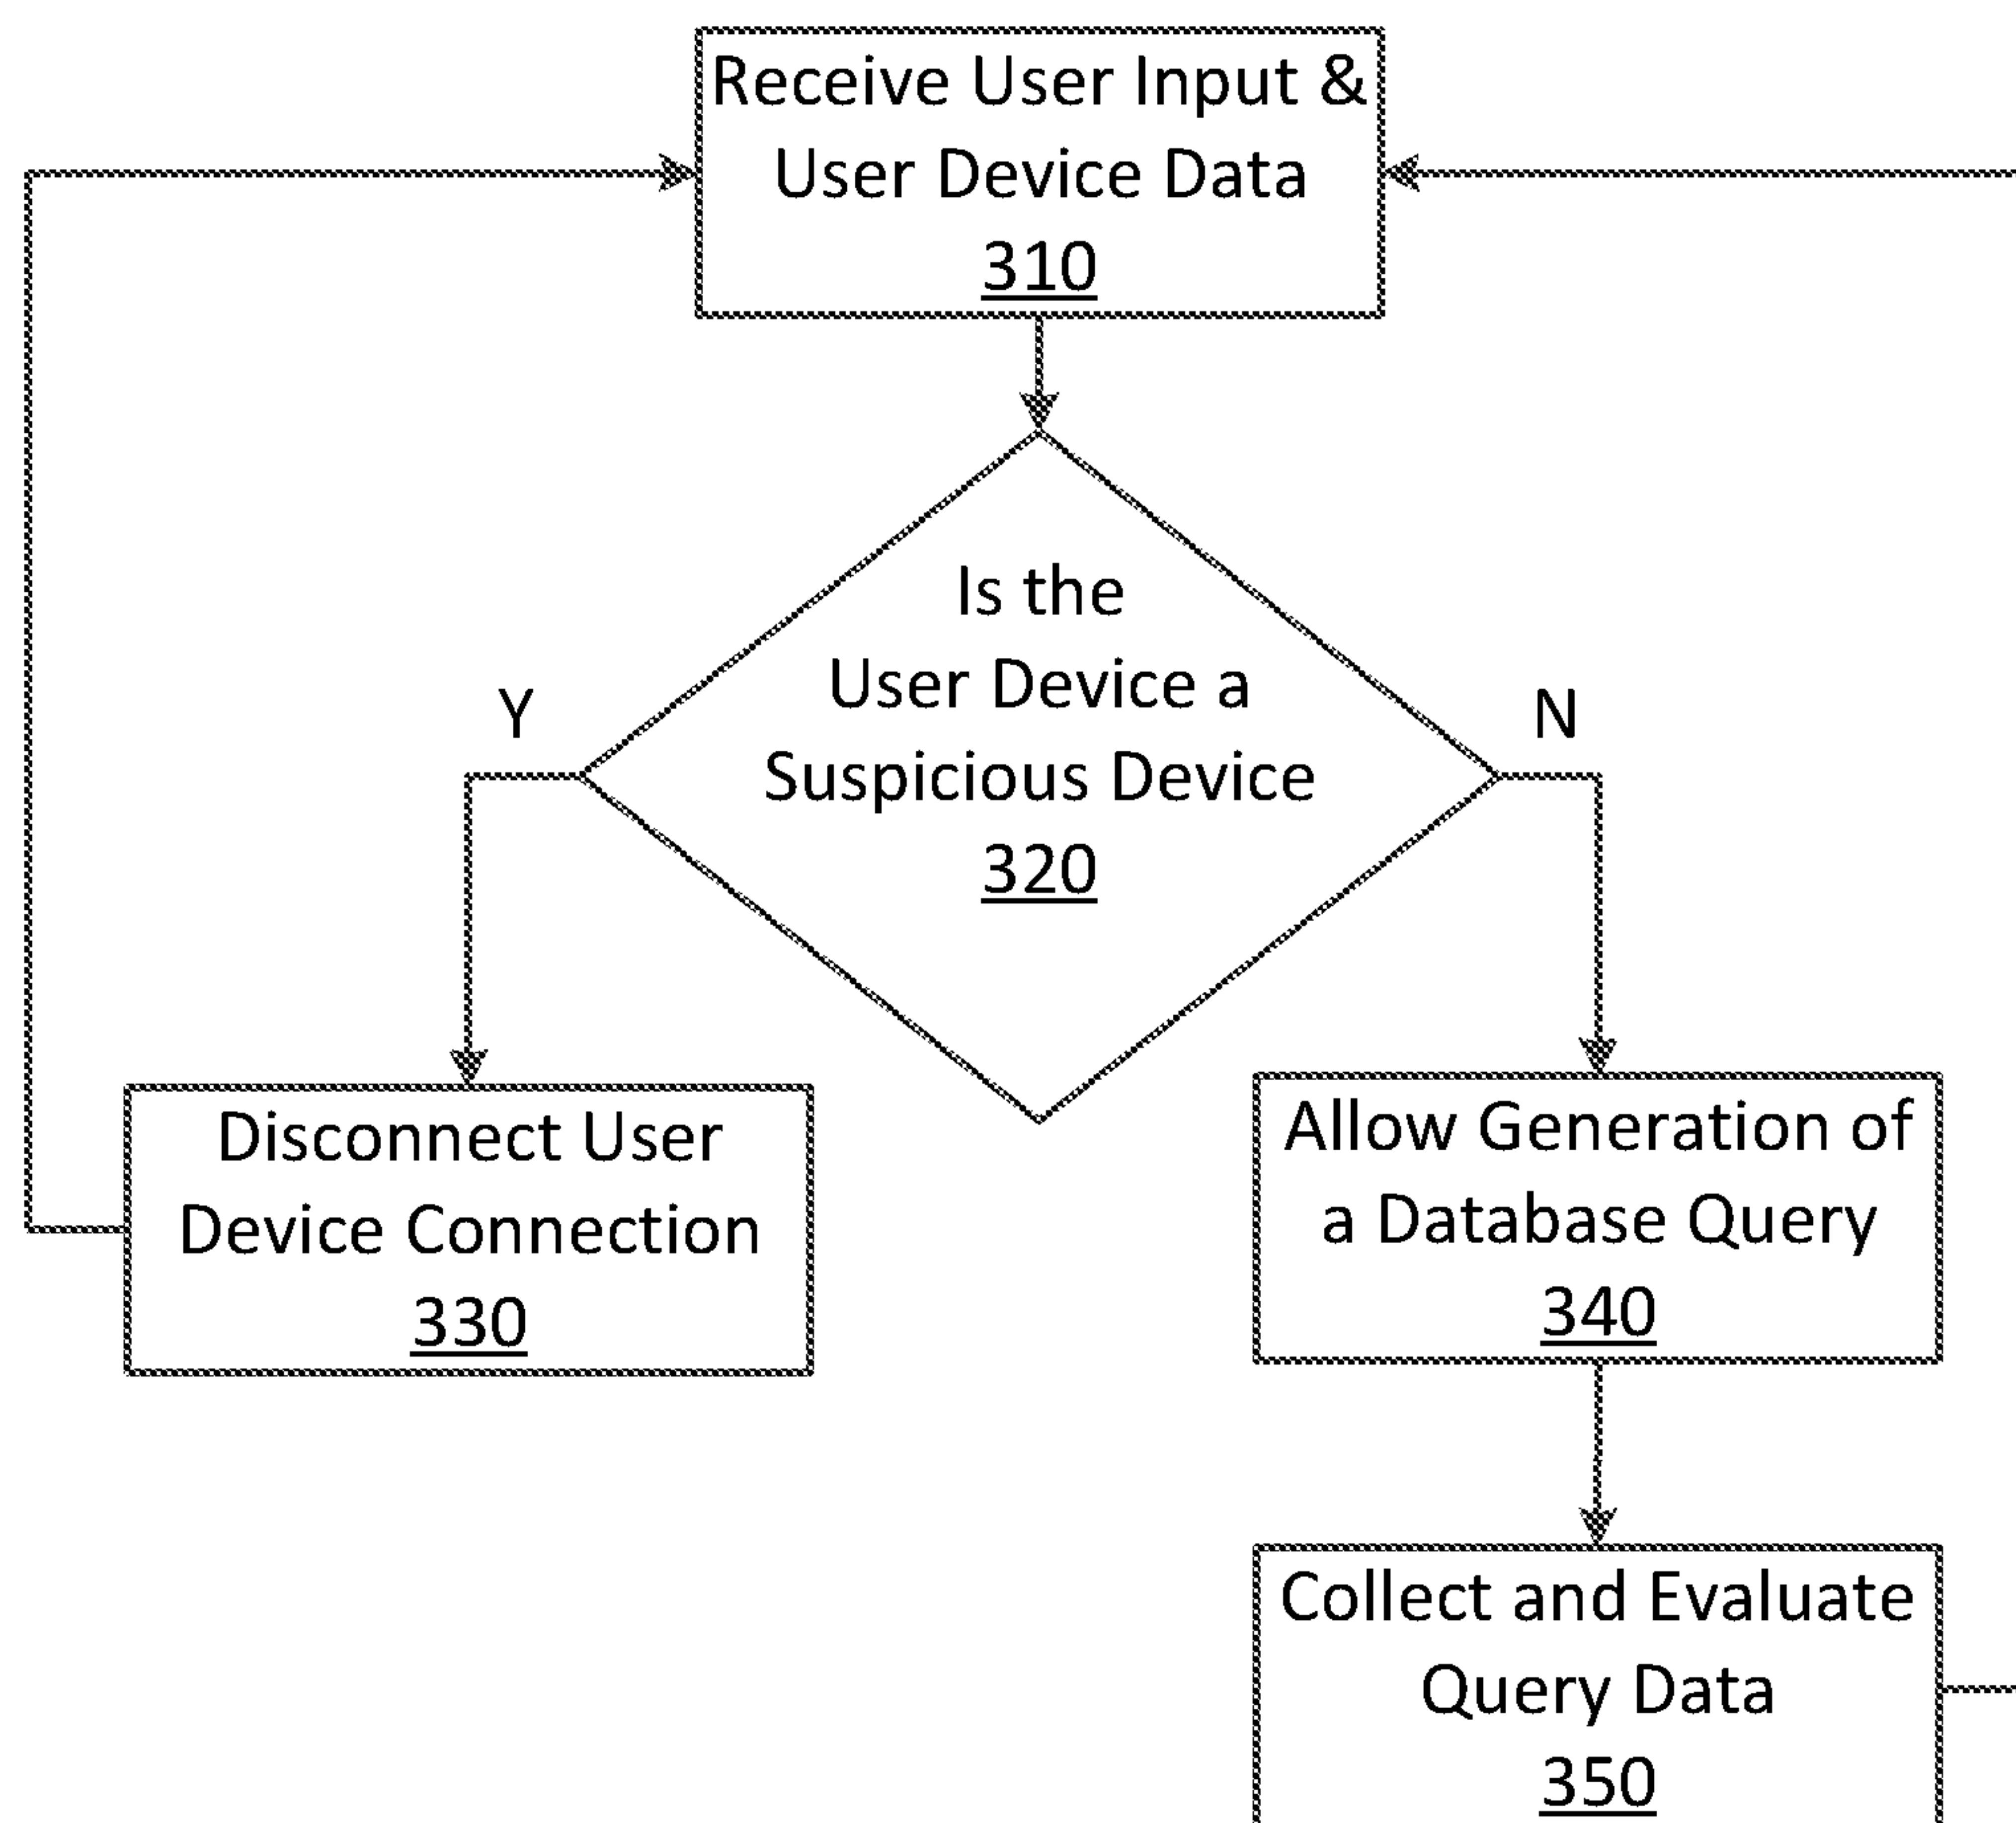 Receive User Input &
User Device Data
310
Is the
User Device a
Suspicious Device
320
Y
N
Disconnect User
Device Connection
330
Allow Generation of
a Database Query
340
Collect and Evaluate
Query Data
350